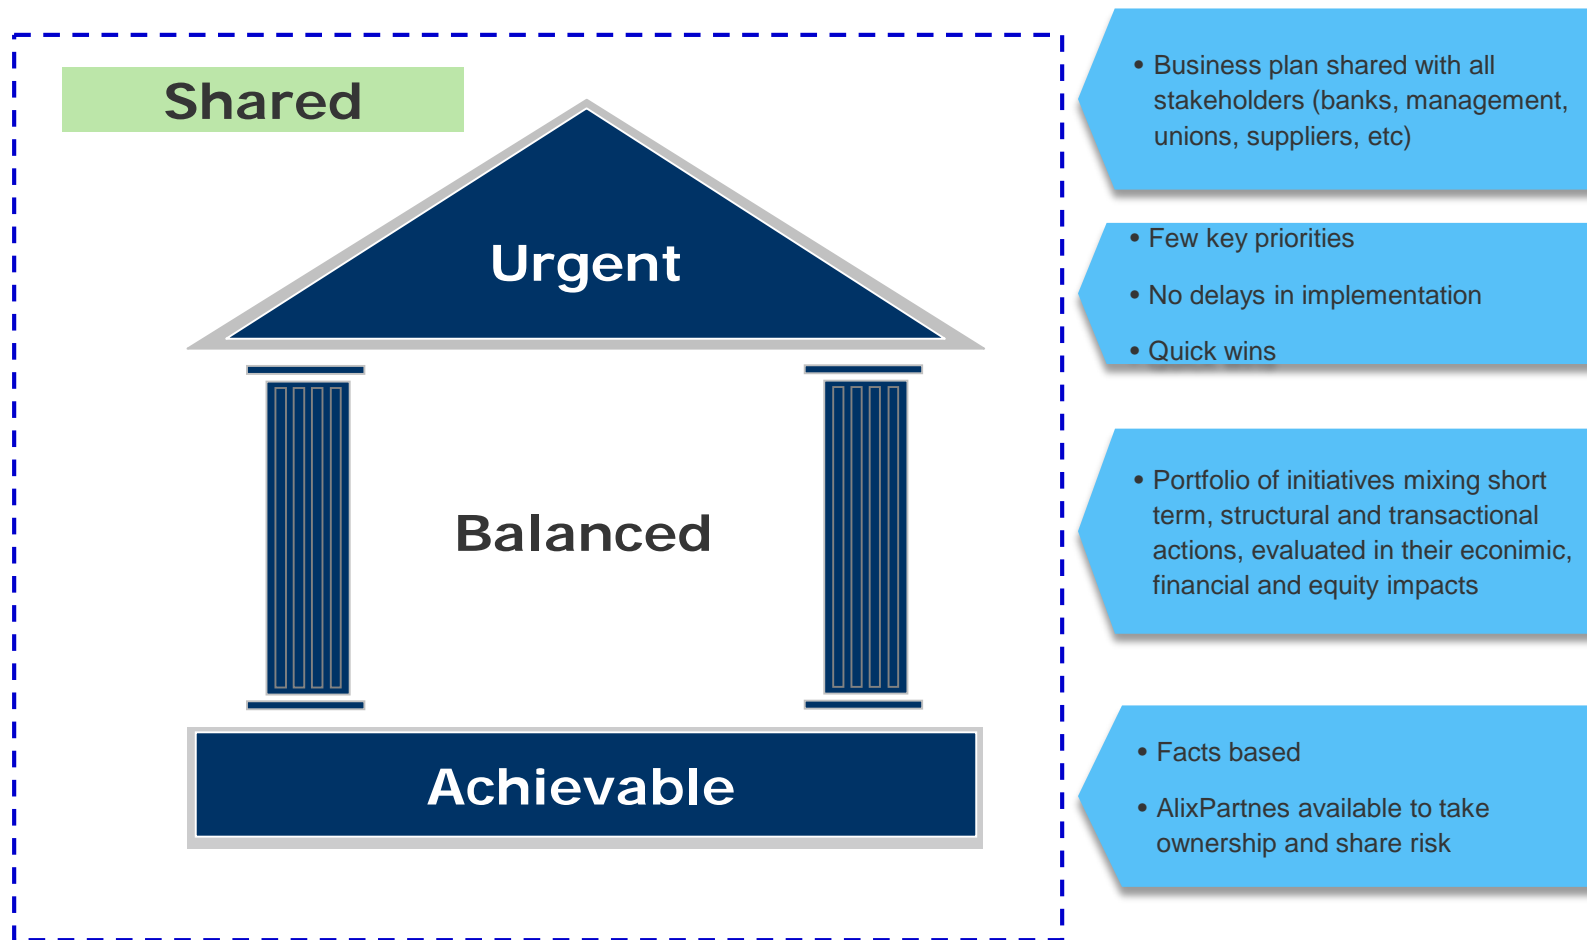 Shared
• Business plan shared with all
stakeholders (banks, management,
unions, suppliers, etc)
Urgent
• Few key priorities
• No delays in implementation
• Quick wins
Balanced
• Portfolio of initiatives mixing short
term, structural and transactional
actions, evaluated in their econimic,
financial and equity impacts
Achievable
• Facts based
• AlixPartnes available to take
ownership and share risk